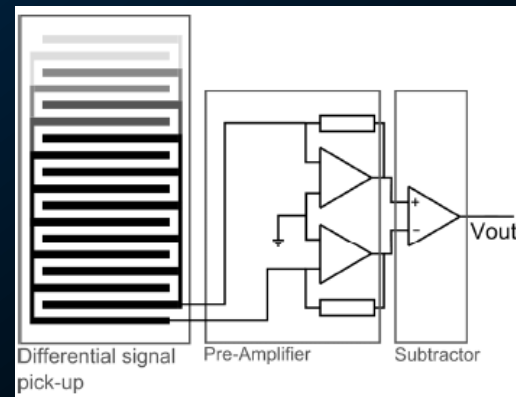 +
−
Vout
Differential signal
pick-up
Pre-Amplifier
Subtractor